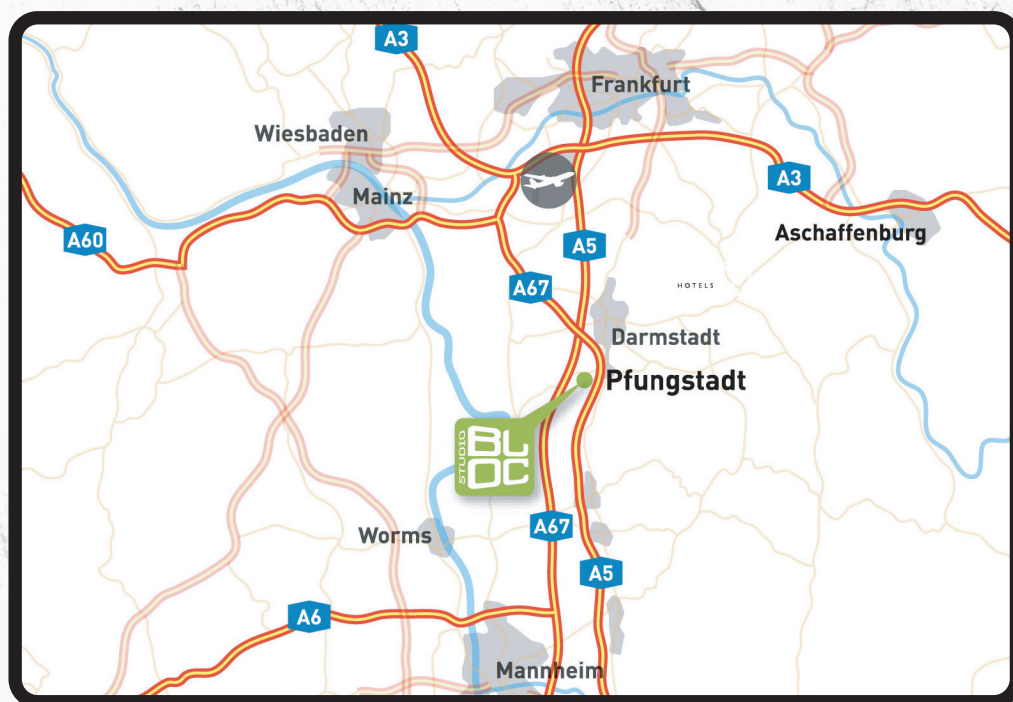 A3
Frankfurt
Wiesbaden
Mainz
A3
A60
A5
Aschaffenburg
A67
HOTELS
Darmstadt
Pfungstadt
STUDIO
BL
OC
Worms
A67
A5
A6
Mannheim